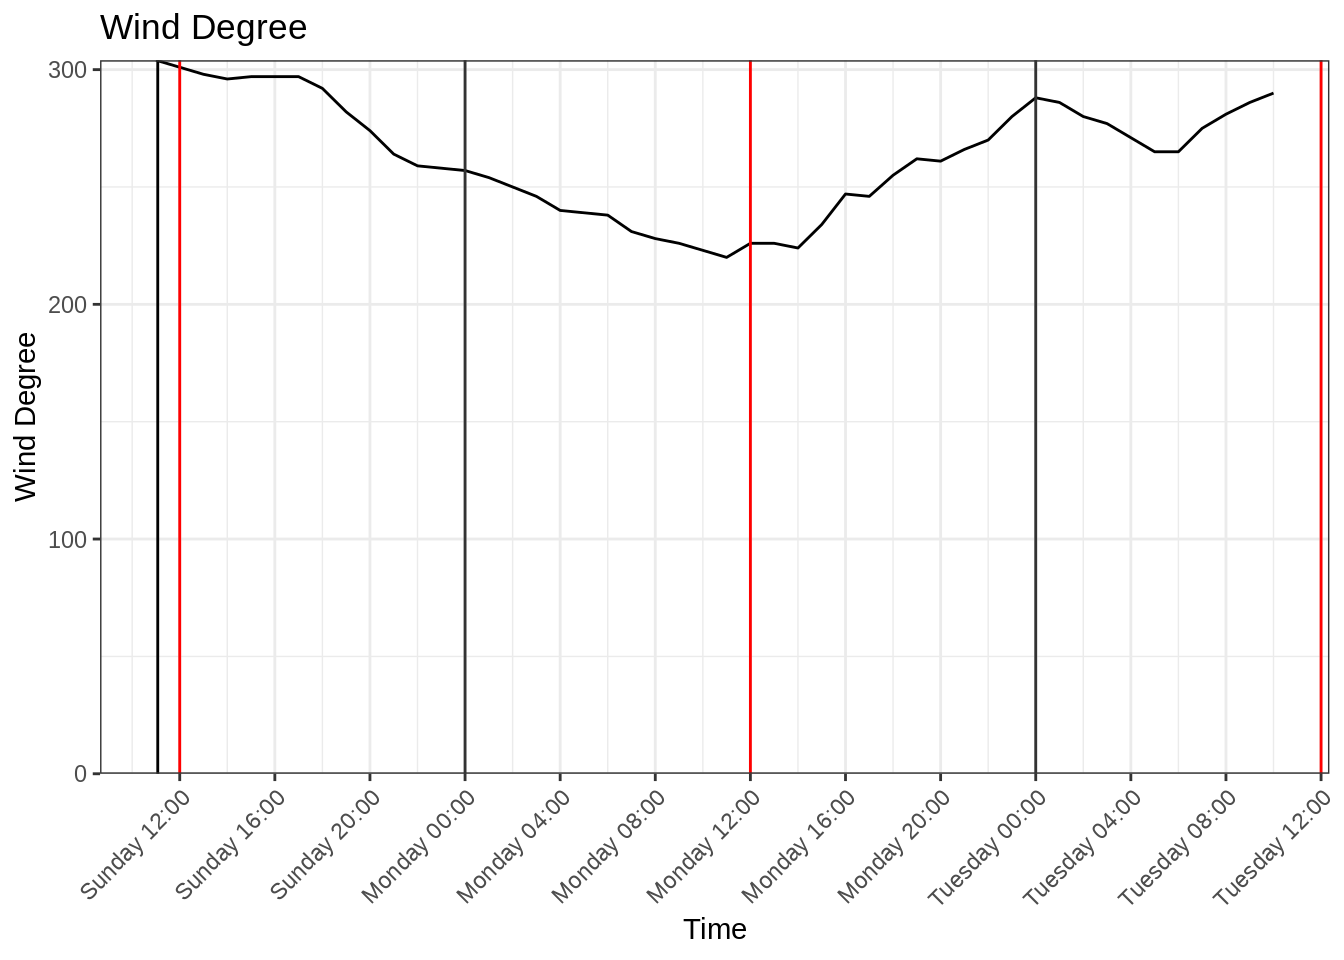 Wind Degree
Wind Degree
300
200
100
0
Sunday 12:00
Sunday 16:00
Sunday 20:00
Monday 00:00
Monday 04:00
Monday 08:00
Monday 12:00
Monday 16:00
Monday 20:00
Tuesday 00:00
Tuesday 04:00
Tuesday 08:00
Tuesday 12:00
Time